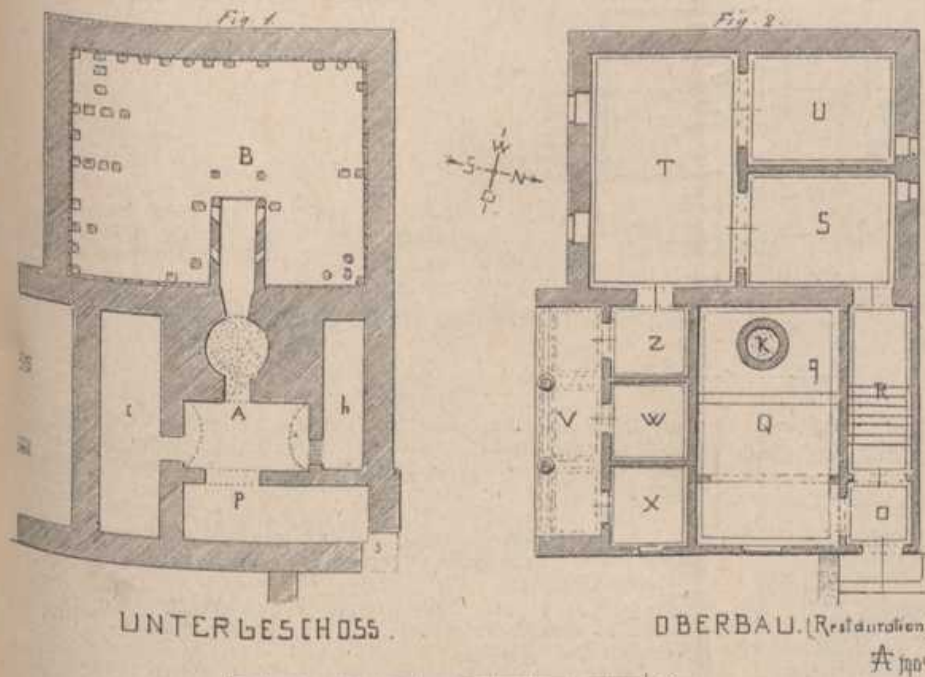 Fig. 1.
Fig. 2.
B
A
c
h
p
s
W
S N
O
T
U
S
Z
K
q
V
W
Q
R
X
O
UNTERGESCHOSS.
OBERBAU. (Restauration